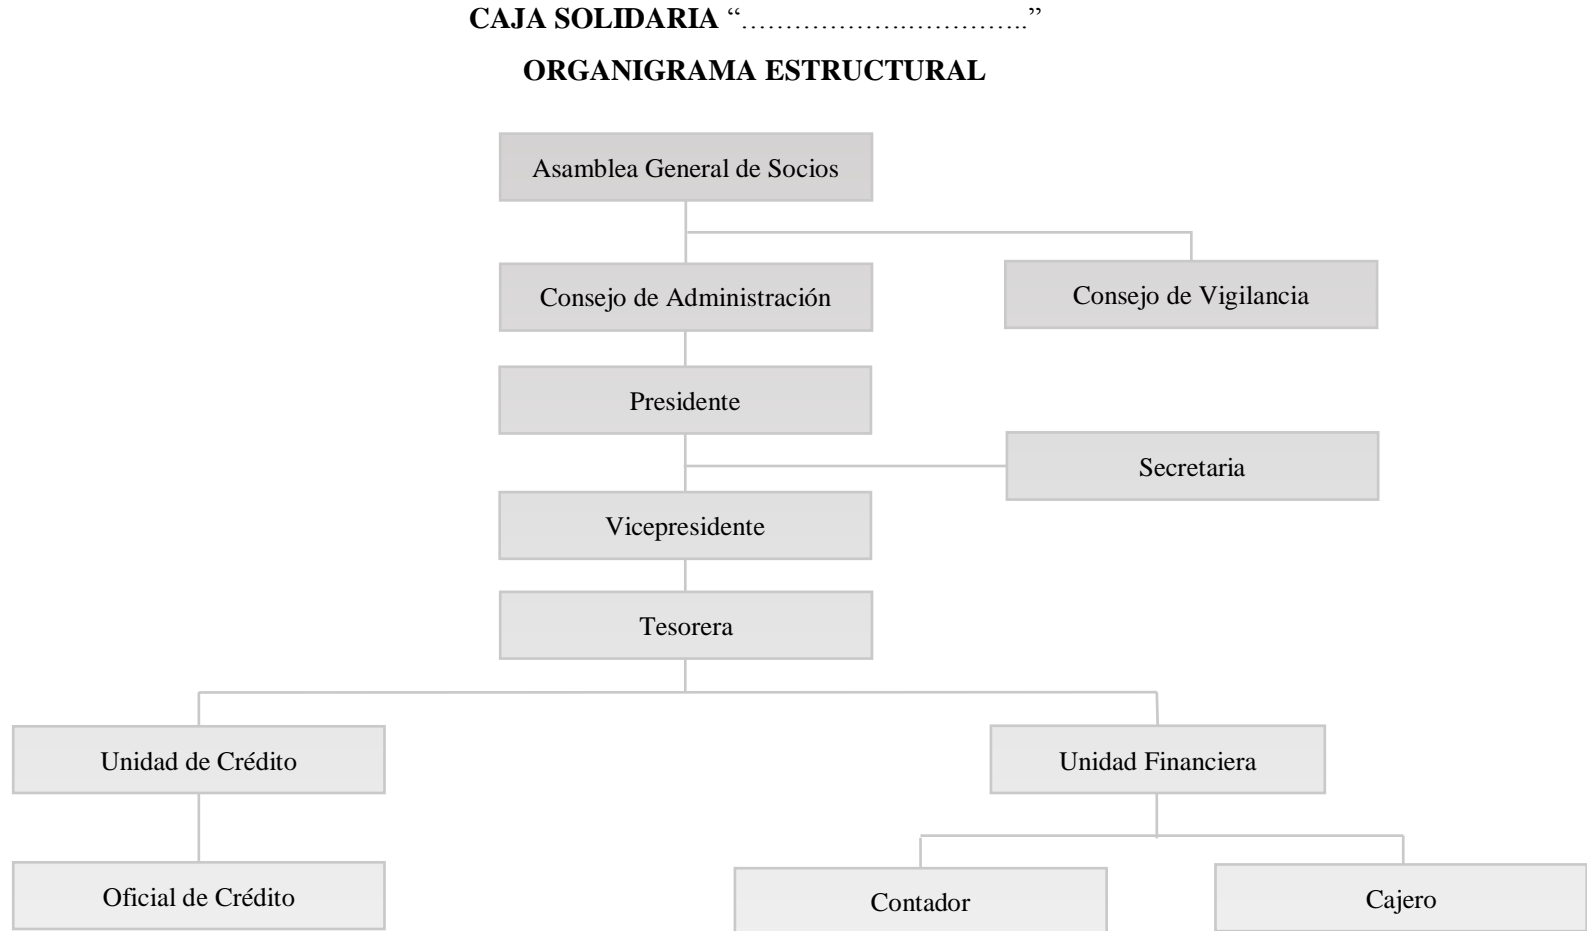 CAJA SOLIDARIA “……………….…………..”
ORGANIGRAMA ESTRUCTURAL
Asamblea General de Socios
Consejo de Administración
Consejo de Vigilancia
Presidente
Secretaria
Vicepresidente
Tesorera
Unidad de Crédito
Unidad Financiera
Oficial de Crédito
Contador
Cajero